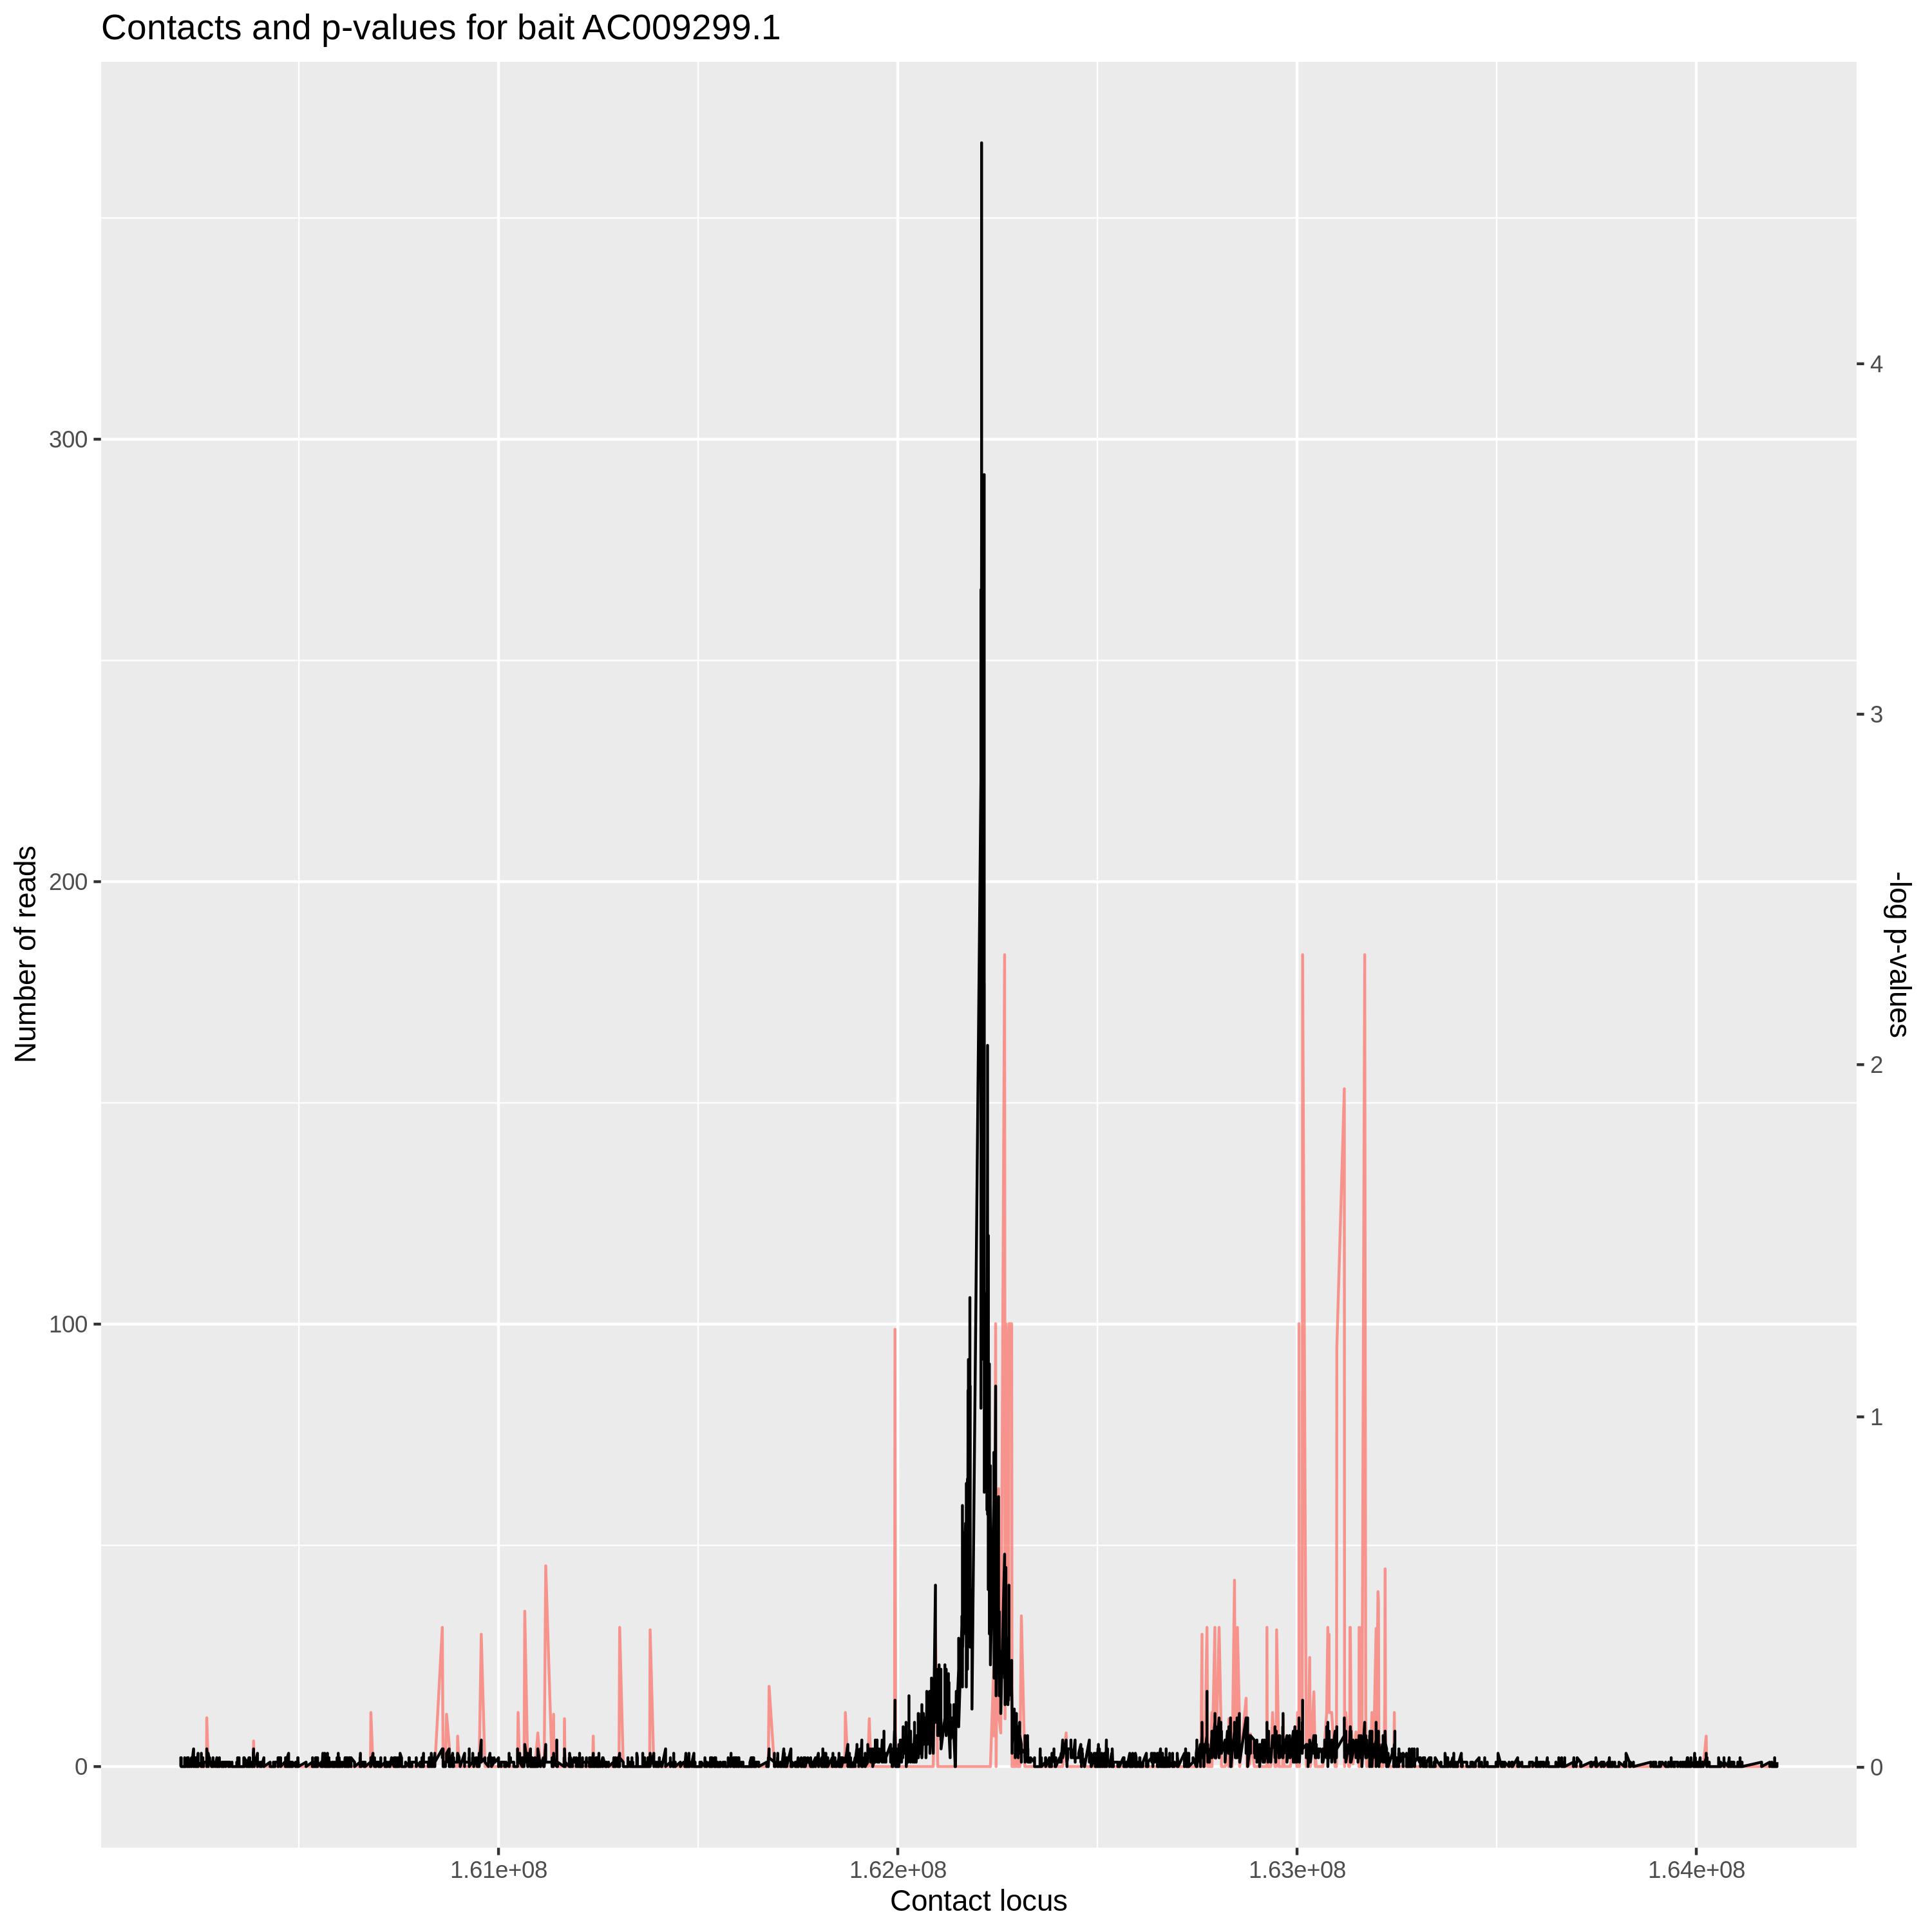 Contacts and p-values for bait AC009299.1
Number of reads
300
200
100
0
4
3
2
1
0
-log p-values
1.61e+08
1.62e+08
1.63e+08
1.64e+08
Contact locus